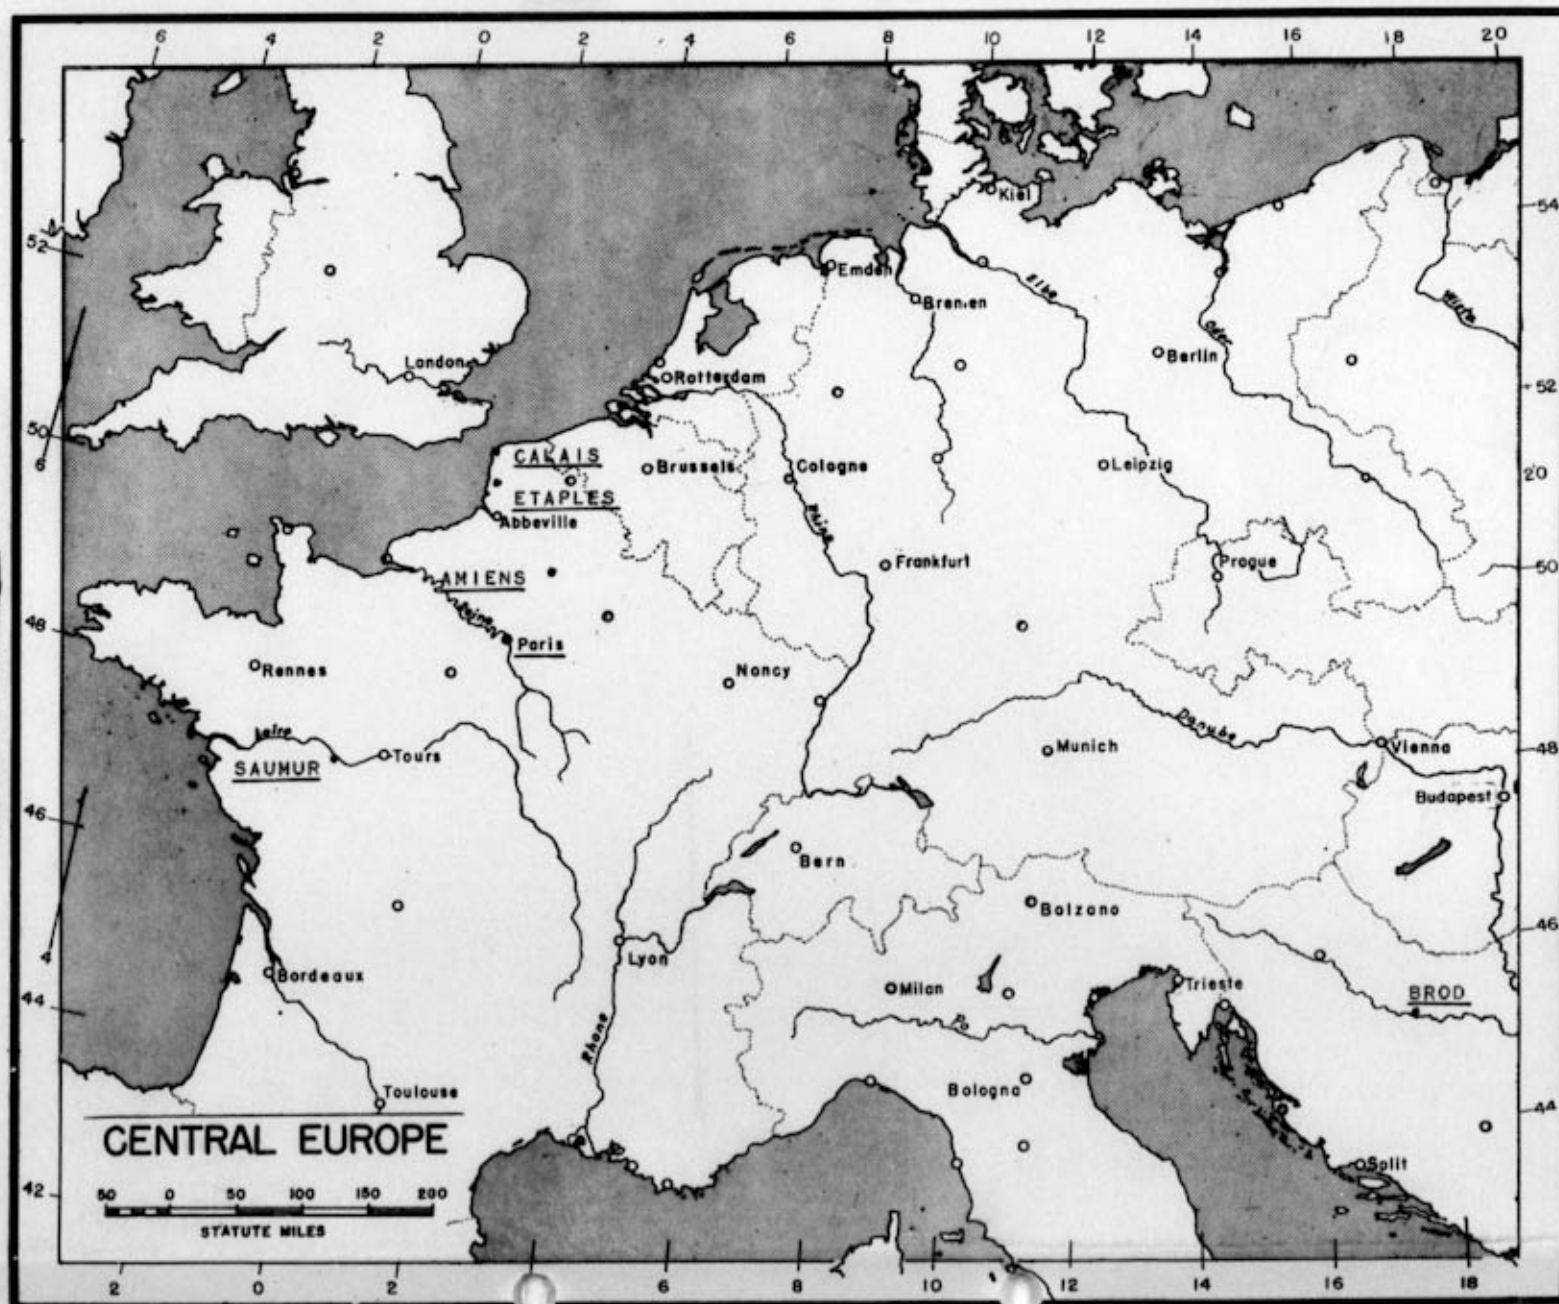 6 4 2 0 2 4 6 8 10 12 14 16 18 20
Kiel
54
52
Emden
Elbe
Bremen
Warta
Oder
London
Berlin
Rotterdam
52
50
6
CALAIS
Brussels
Cologne
Leipzig
20
ETAPLES
Abbeville
Rhine
Frankfurt
Prague
50
AMIENS
Seine
48
Paris
Rennes
Nancy
Loire
Danube
Tours
Munich
Vienna
48
SAUMUR
Budapest
46
Bern
Bolzano
46
4
Lyon
Bordeaux
Milan
Trieste
BROD
44
Rhone
Toulouse
Bologna
44
CENTRAL EUROPE
Split
42
50 0 50 100 150 200
STATUTE MILES
2 0 2 6 8 10 12 14 16 18